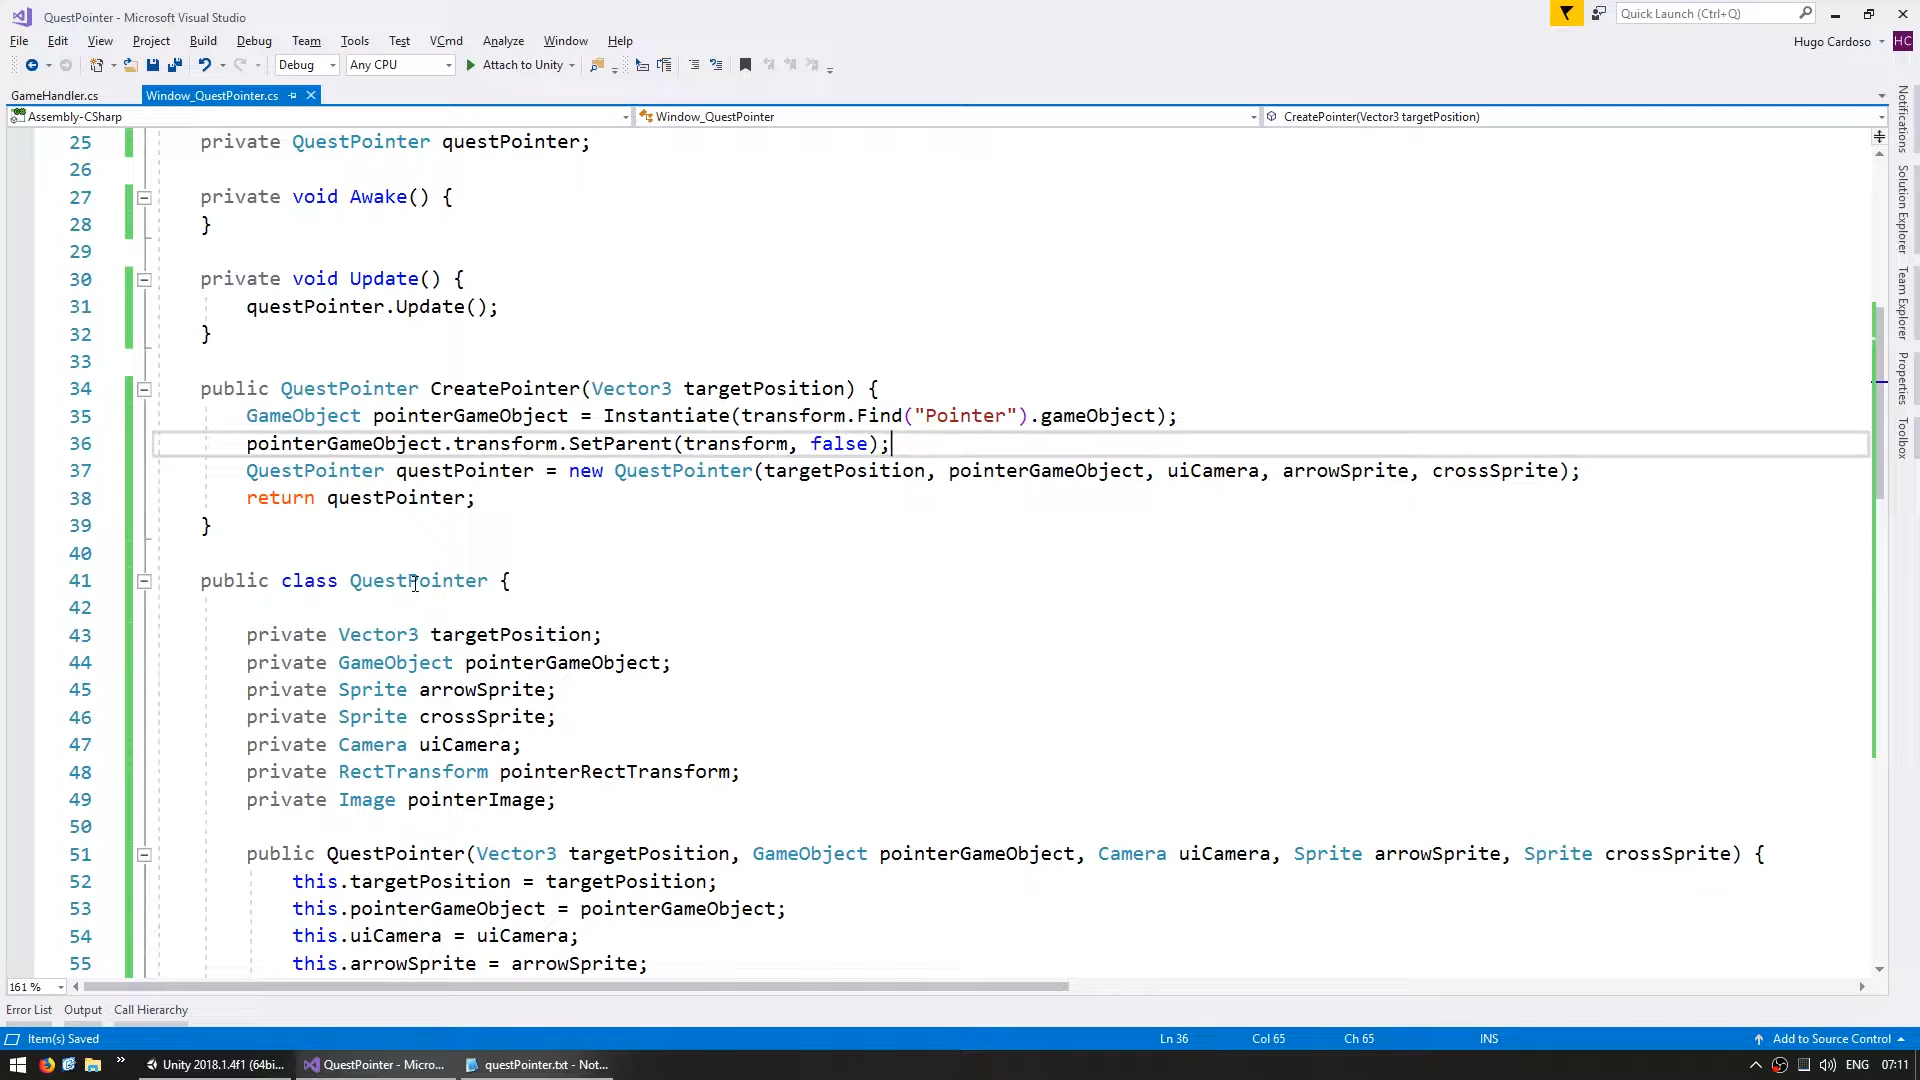 QuestPointer - Microsoft Visual Studio
Quick Launch (Ctrl+Q)
File Edit View Project Build Debug Team Tools Test VCmd Analyze Window Help
Hugo Cardoso HC
Debug Any CPU Attach to Unity
GameHandler.cs Window_QuestPointer.cs
Assembly-CSharp Window_QuestPointer CreatePointer(Vector3 targetPosition)
25 private QuestPointer questPointer;
26
27 private void Awake() {
28 }
29
30 private void Update() {
31 questPointer.Update();
32 }
33
34 public QuestPointer CreatePointer(Vector3 targetPosition) {
35 GameObject pointerGameObject = Instantiate(transform.Find("Pointer").gameObject);
36 pointerGameObject.transform.SetParent(transform, false);
37 QuestPointer questPointer = new QuestPointer(targetPosition, pointerGameObject, uiCamera, arrowSprite, crossSprite);
38 return questPointer;
39 }
40
41 public class QuestPointer {
42
43 private Vector3 targetPosition;
44 private GameObject pointerGameObject;
45 private Sprite arrowSprite;
46 private Sprite crossSprite;
47 private Camera uiCamera;
48 private RectTransform pointerRectTransform;
49 private Image pointerImage;
50
51 public QuestPointer(Vector3 targetPosition, GameObject pointerGameObject, Camera uiCamera, Sprite arrowSprite, Sprite crossSprite) {
52 this.targetPosition = targetPosition;
53 this.pointerGameObject = pointerGameObject;
54 this.uiCamera = uiCamera;
55 this.arrowSprite = arrowSprite;
Notifications
Solution Explorer
Team Explorer
Properties
Toolbox
161 %
Error List Output Call Hierarchy
Item(s) Saved Ln 36 Col 65 Ch 65 INS Add to Source Control
Unity 2018.1.4f1 (64bi... QuestPointer - Micro... questPointer.txt - Not... ENG 07:11